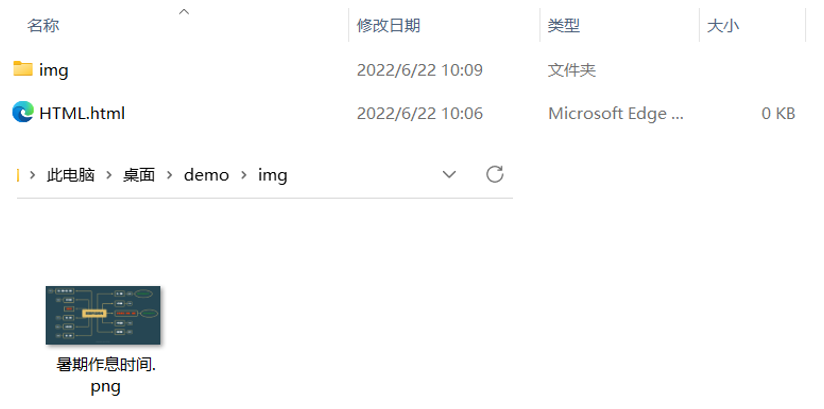 名称 修改日期 类型 大小
img 2022/6/22 10:09 文件夹
HTML.html 2022/6/22 10:06 Microsoft Edge ... 0 KB
此电脑 > 桌面 > demo > img
暑期作息时间.
png